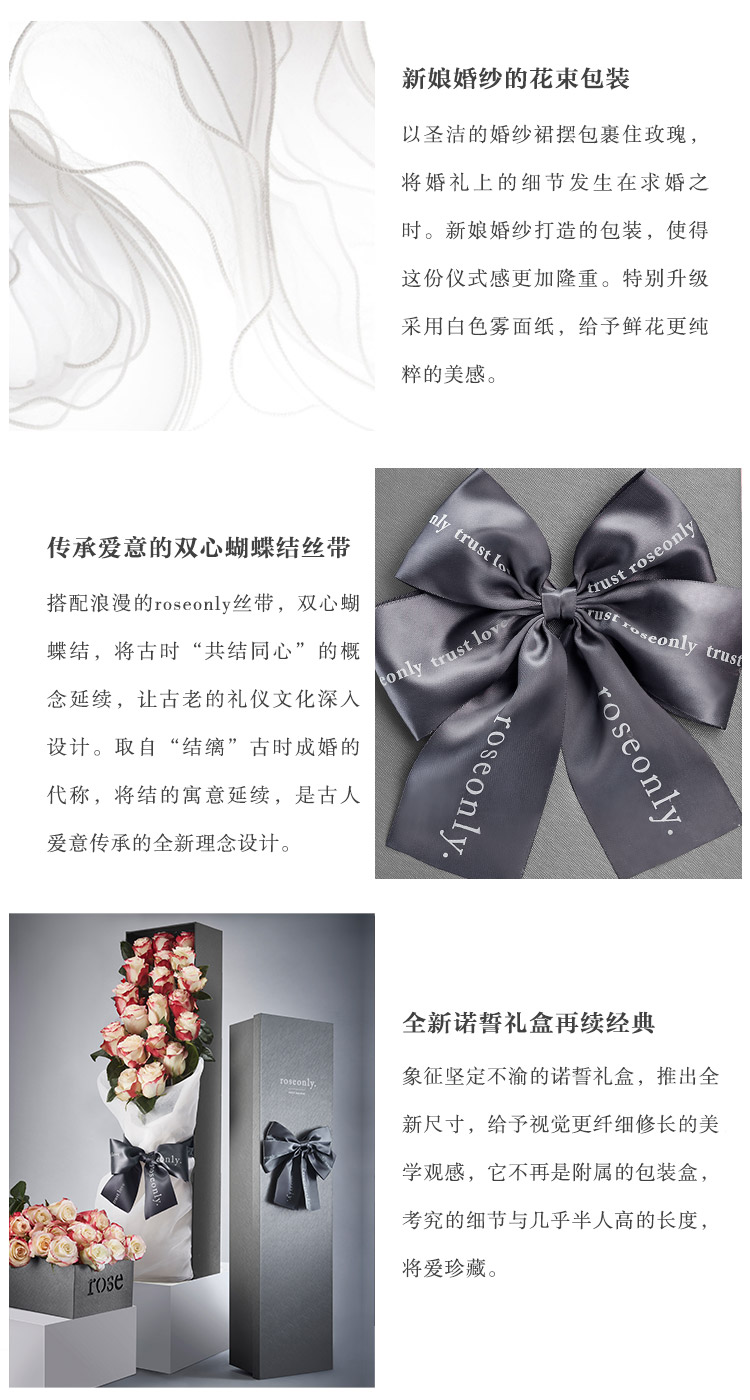 新娘婚纱的花束包装
以圣洁的婚纱裙摆包裹住玫瑰，
将婚礼上的细节发生在求婚之
时。新娘婚纱打造的包装，使得
这份仪式感更加隆重。特别升级
采用白色雾面纸，给予鲜花更纯
粹的美感。
传承爱意的双心蝴蝶结丝带
搭配浪漫的roseonly丝带，双心蝴
蝶结，将古时“共结同心”的概
念延续，让古老的礼仪文化深入
设计。取自“结缡”古时成婚的
代称，将结的寓意延续，是古人
爱意传承的全新理念设计。
nly trust lo
trust roseonly
eonly trust love
rust roseonly trust
roseonly.
roseonly.
全新诺誓礼盒再续经典
象征坚定不渝的诺誓礼盒，推出全
新尺寸，给予视觉更纤细修长的美
学观感，它不再是附属的包装盒，
考究的细节与几乎半人高的长度，
将爱珍藏。
roseonly.
only.
roseonly.
rose